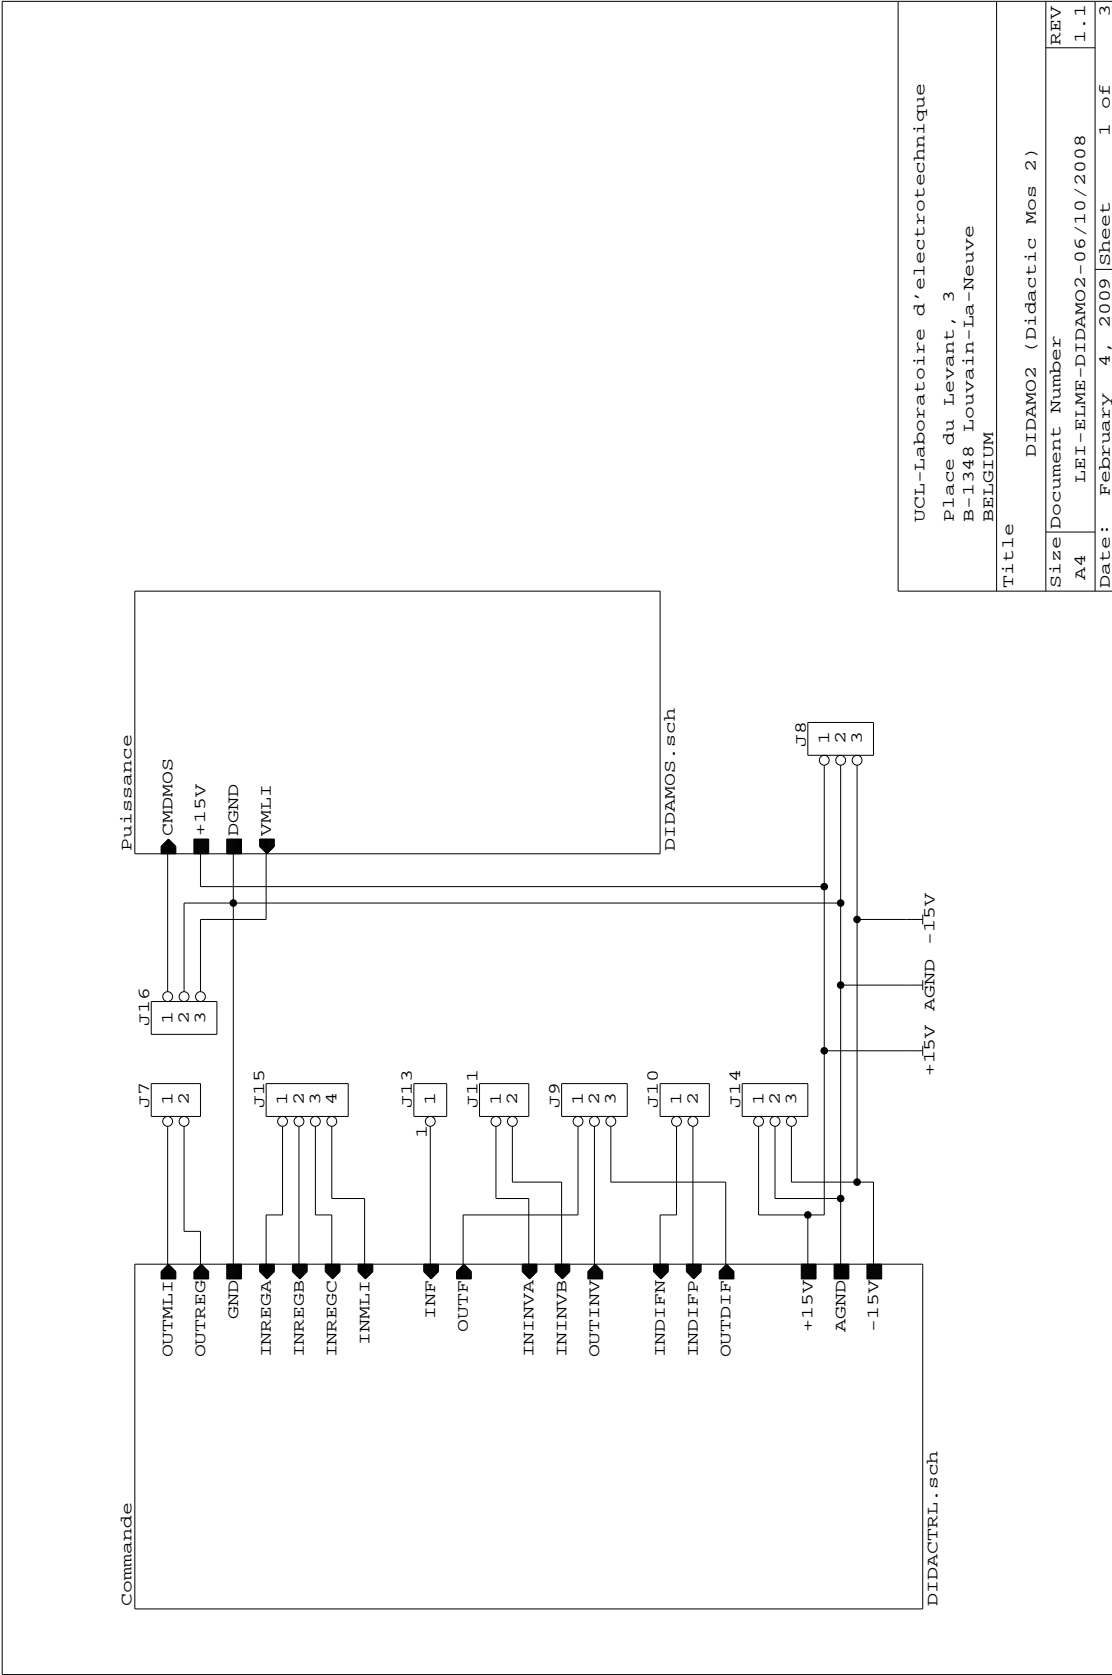 Commande
OUTMLI
OUTREG
GND
INREGA
INREGB
INREGC
INMLI
INF
OUTF
ININVA
ININVB
OUTINV
INDIFN
INDIFP
OUTDIF
+15V
AGND
-15V
DIDACTRL.sch
J7
1
2
J15
1
2
3
4
J13
1
1
J11
1
2
J9
1
2
3
J10
1
2
J14
1
2
3
J16
1
2
3
+15V AGND -15V
Puissance
CMDMOS
+15V
DGND
VMLI
DIDAMOS.sch
J8
1
2
3
UCL-Laboratoire d'electrotechnique
Place du Levant, 3
B-1348 Louvain-La-Neuve
BELGIUM
Title
DIDAMO2 (Didactic Mos 2)
Size Document Number REV
A4 LEI-ELME-DIDAMO2-06/10/2008 1.1
Date: February 4, 2009 Sheet 1 of 3